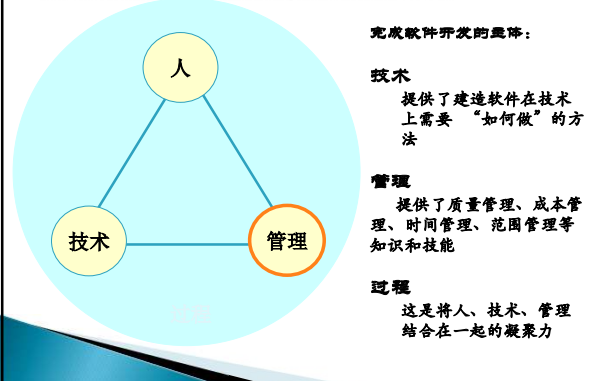 人
技术
管理
过程
完成软件开发的
技术
提供了建造软件在技术
上需要 “如何做”的方
法
管理
提供了质量管理、成本管
理、时间管理、范围管理等
知识和技能
过程
这是将人、技术、管理
结合在一起的凝聚力